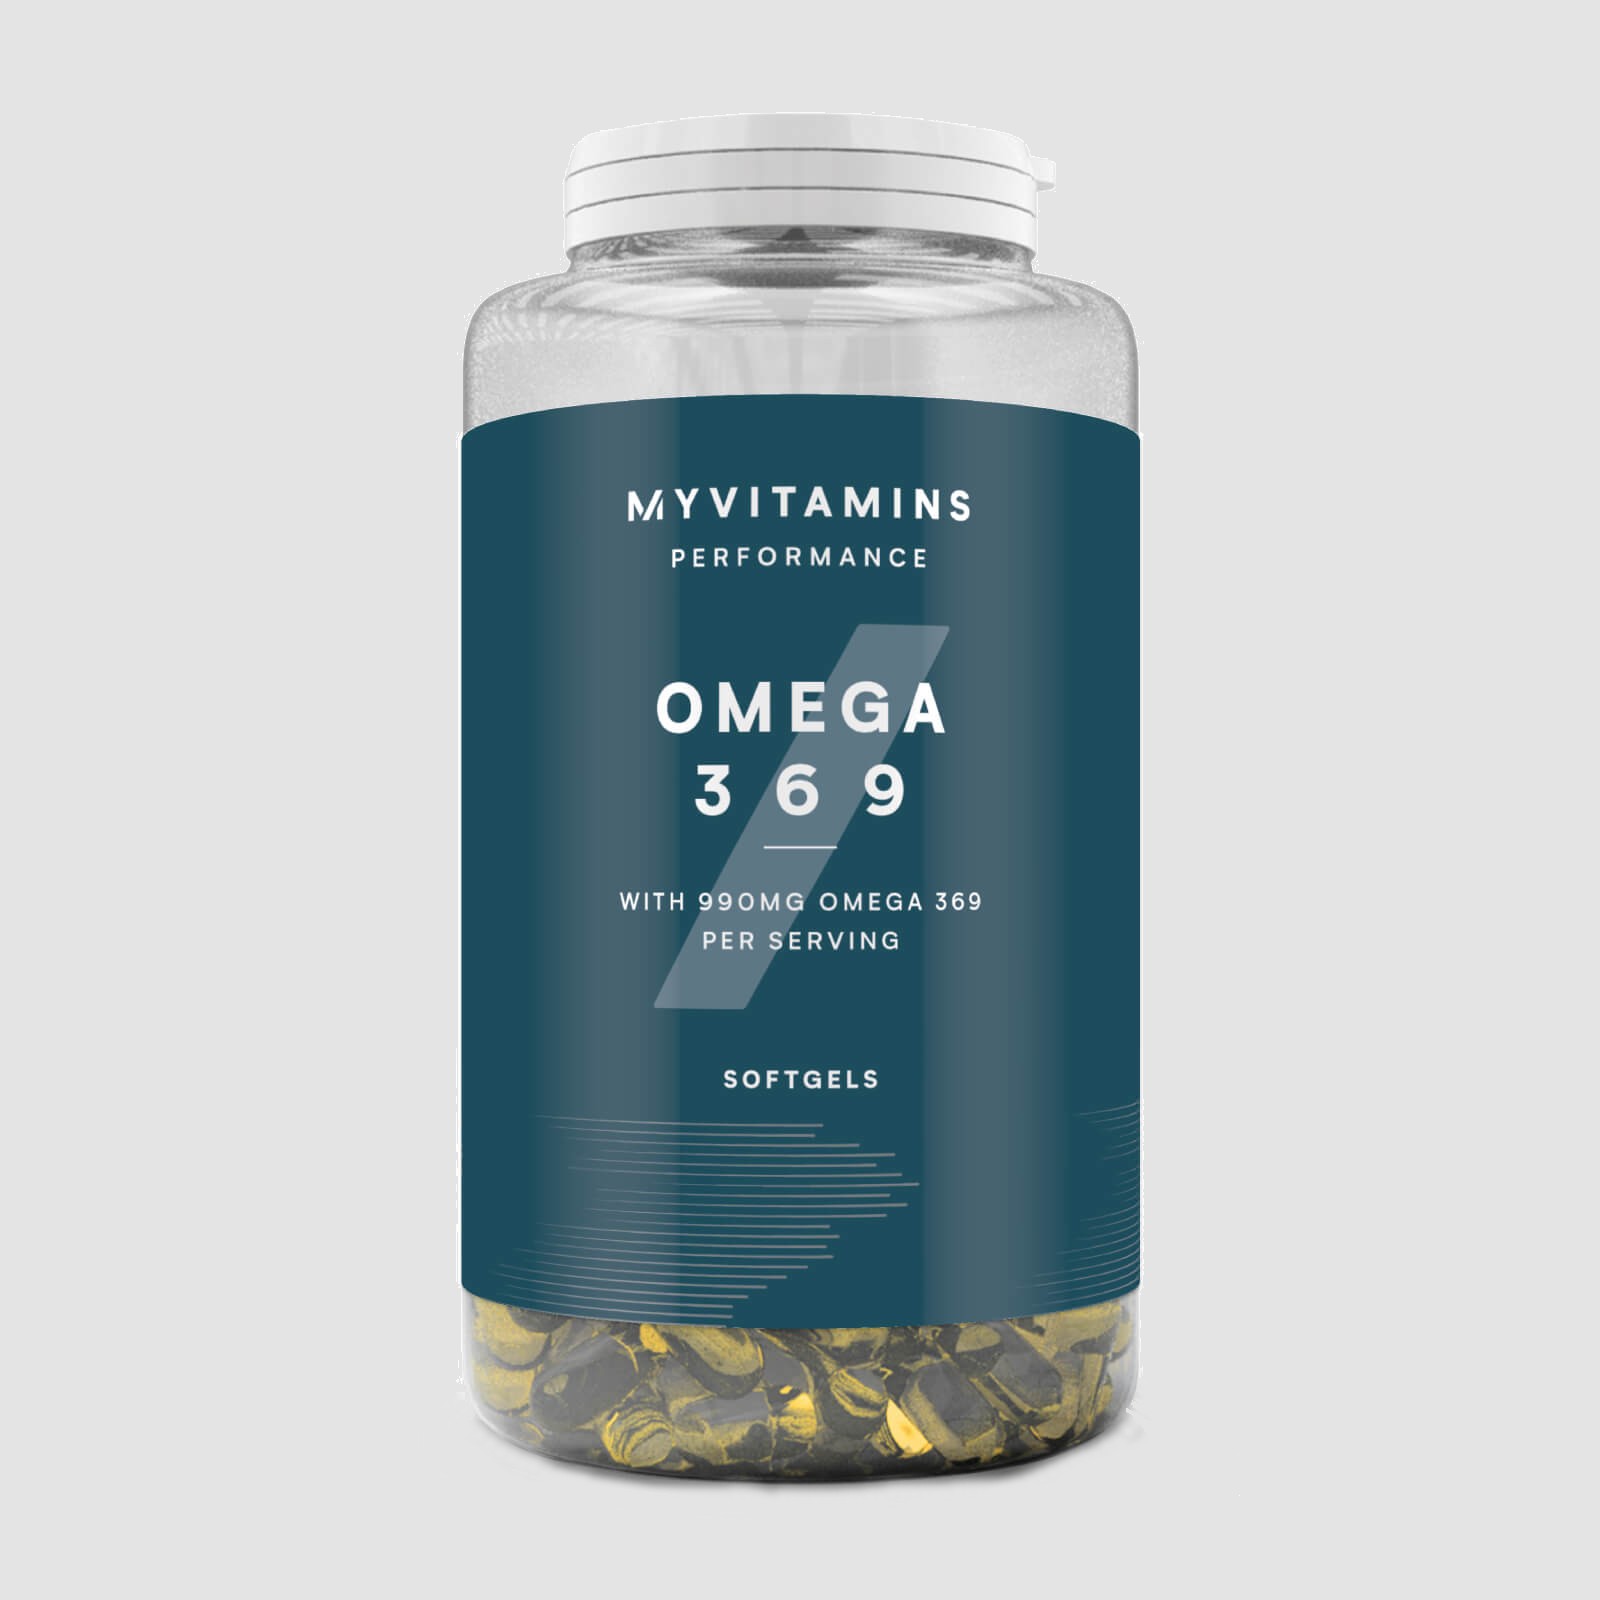 MYVITAMINS
PERFORMANCE
OMEGA
3 6 9
WITH 990MG OMEGA 369
PER SERVING
SOFTGELS